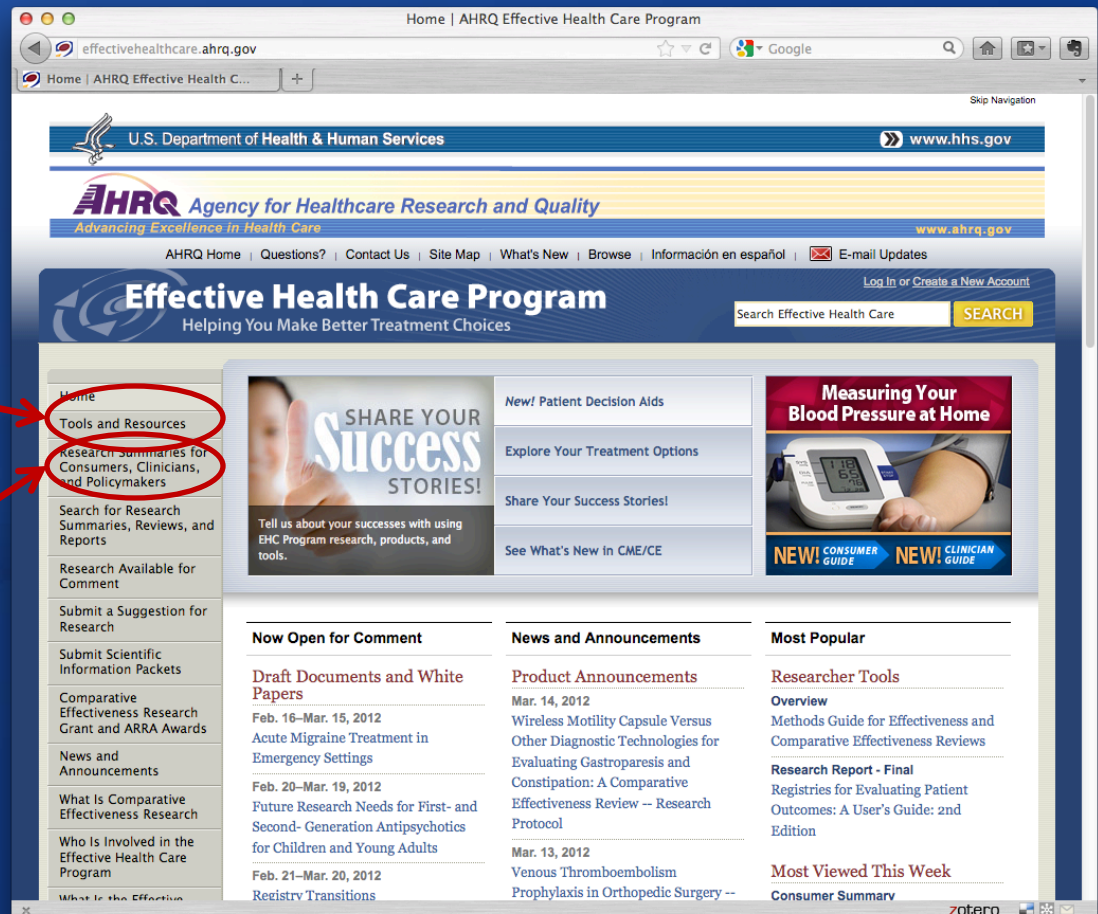 Home | AHRQ Effective Health Care Program
effectivehealthcare.ahrq.gov
Google
Home | AHRQ Effective Health C...
Skip Navigation
U.S. Department of Health & Human Services
www.hhs.gov
AHRQ Agency for Healthcare Research and Quality
Advancing Excellence in Health Care
www.ahrq.gov
AHRQ Home | Questions? | Contact Us | Site Map | What's New | Browse | Información en español | E-mail Updates
Log In or Create a New Account
Effective Health Care Program
Helping You Make Better Treatment Choices
Search Effective Health Care
SEARCH
Home
Tools and Resources
Research Summaries for
Consumers, Clinicians,
and Policymakers
Search for Research
Summaries, Reviews, and
Reports
Research Available for
Comment
Submit a Suggestion for
Research
Submit Scientific
Information Packets
Comparative
Effectiveness Research
Grant and ARRA Awards
News and
Announcements
What Is Comparative
Effectiveness Research
Who Is Involved in the
Effective Health Care
Program
What Is the Effective
SHARE YOUR
SUCCESS
STORIES!
Tell us about your successes with using
EHC Program research, products, and
tools.
New! Patient Decision Aids
Explore Your Treatment Options
Share Your Success Stories!
See What's New in CME/CE
Measuring Your
Blood Pressure at Home
118
NEW! CONSUMER GUIDE
NEW! CLINICIAN GUIDE
Now Open for Comment
Draft Documents and White
Papers
Feb. 16–Mar. 15, 2012
Acute Migraine Treatment in
Emergency Settings
Feb. 20–Mar. 19, 2012
Future Research Needs for First- and
Second- Generation Antipsychotics
for Children and Young Adults
Feb. 21–Mar. 20, 2012
Registry Transitions
News and Announcements
Product Announcements
Mar. 14, 2012
Wireless Motility Capsule Versus
Other Diagnostic Technologies for
Evaluating Gastroparesis and
Constipation: A Comparative
Effectiveness Review -- Research
Protocol
Mar. 13, 2012
Venous Thromboembolism
Prophylaxis in Orthopedic Surgery --
Most Popular
Researcher Tools
Overview
Methods Guide for Effectiveness and
Comparative Effectiveness Reviews
Research Report - Final
Registries for Evaluating Patient
Outcomes: A User's Guide: 2nd
Edition
Most Viewed This Week
Consumer Summary
zotero